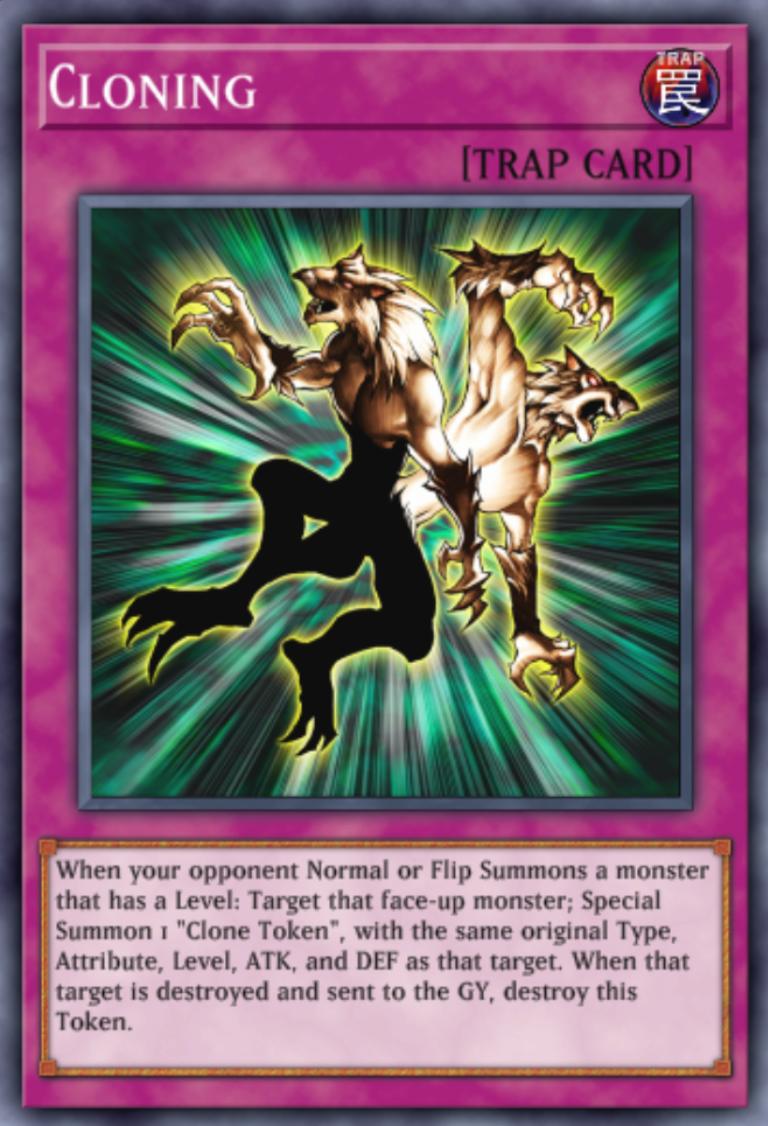 Cloning
TRAP
罠
[TRAP CARD]
When your opponent Normal or Flip Summons a monster
that has a Level: Target that face-up monster; Special
Summon 1 "Clone Token", with the same original Type,
Attribute, Level, ATK, and DEF as that target. When that
target is destroyed and sent to the GY, destroy this
Token.